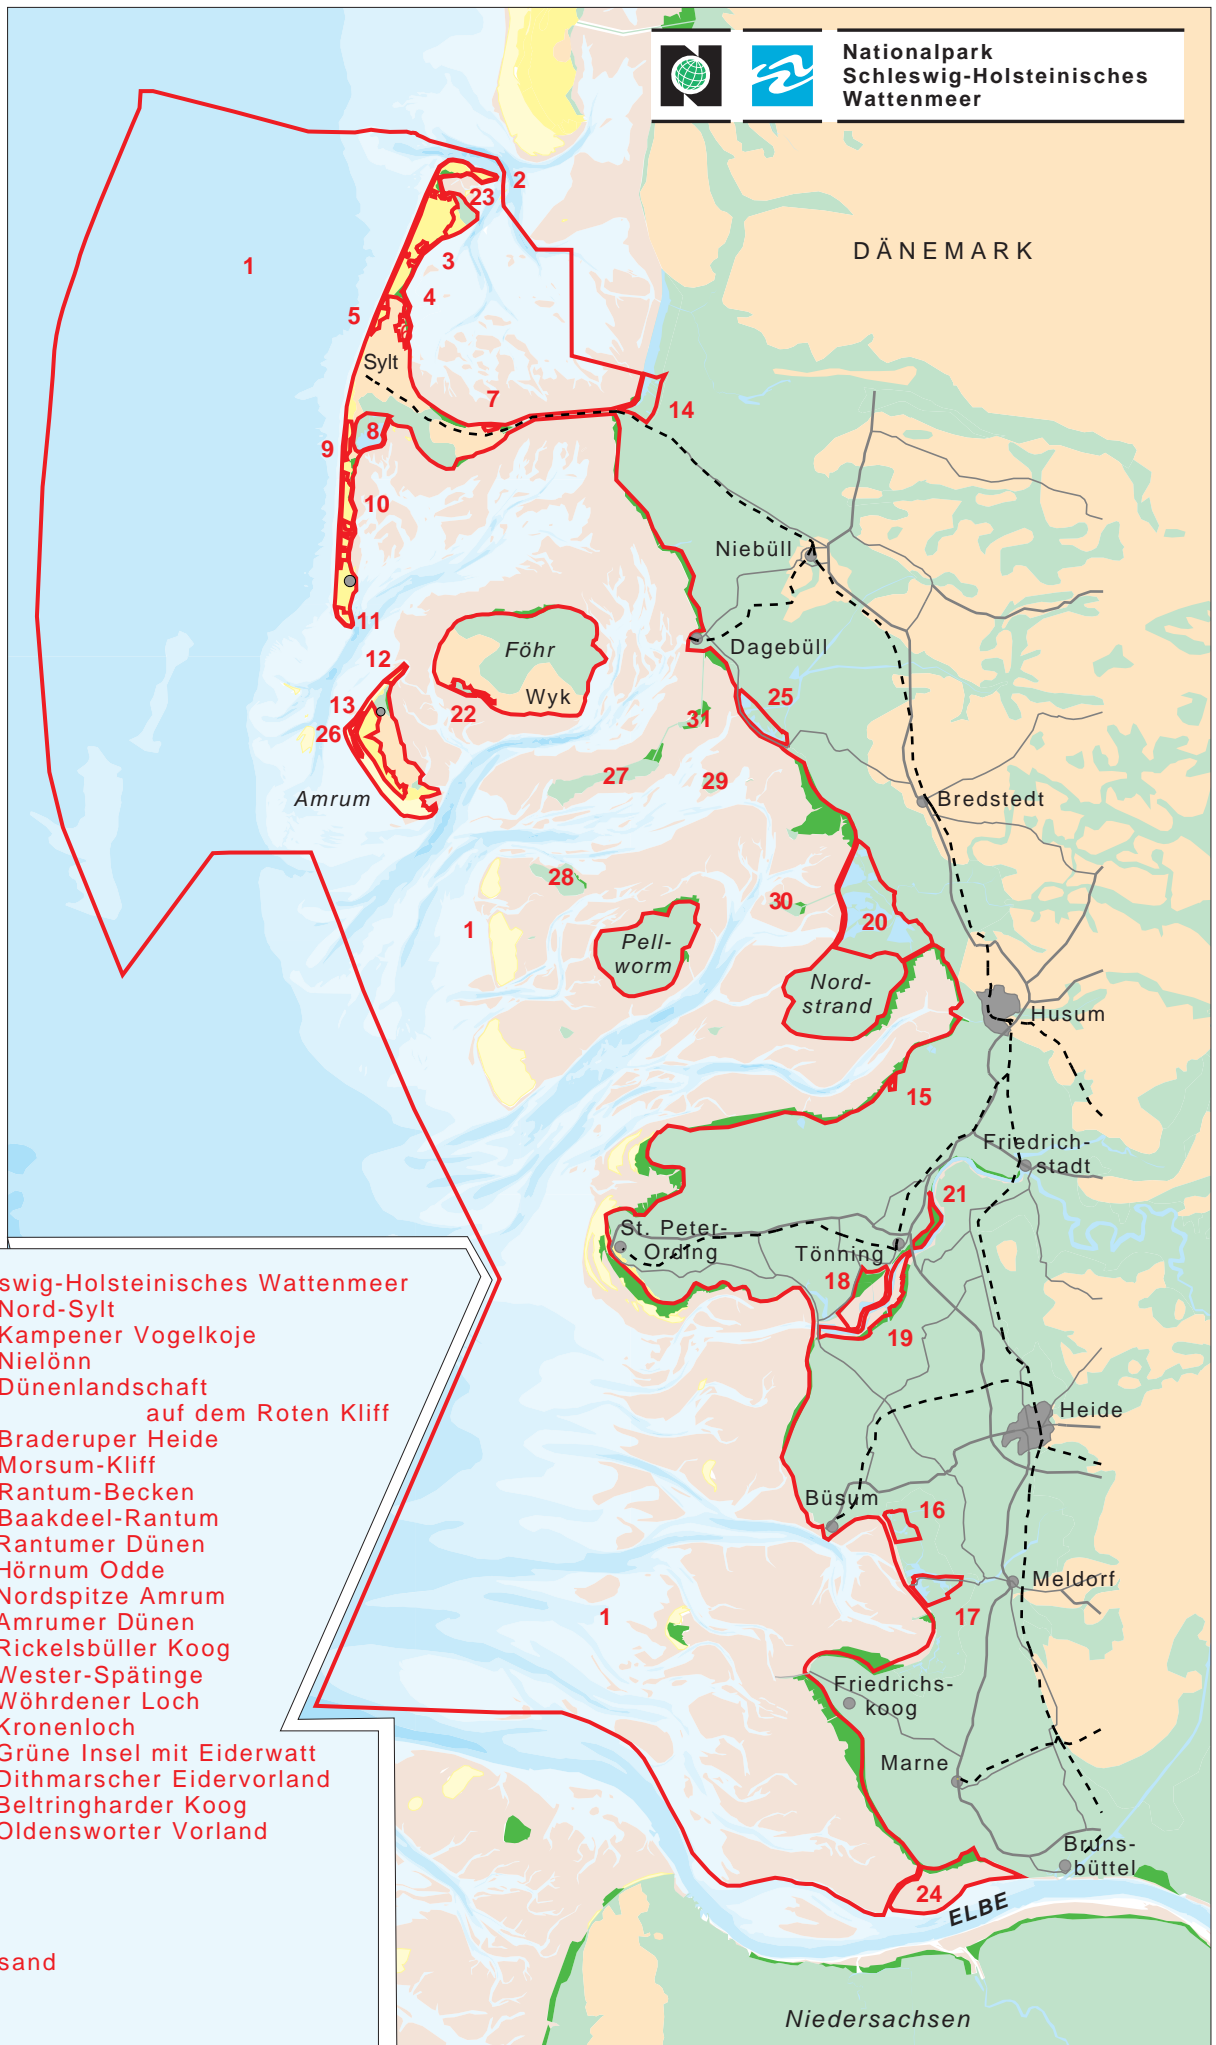 Nationalpark
Schleswig-Holsteinisches
Wattenmeer
DÄNEMARK
2
23
1
3
4
5
Sylt
7
14
8
9
10
Niebüll
11
Föhr
Dagebüll
12
Wyk
25
13
22
31
26
27
29
Amrum
Bredstedt
28
30
1
20
Pell-
worm
Nord-
strand
Husum
15
Friedrich-
stadt
21
St. Peter-
Ording
Tönning
18
19
Heide
Büsum
16
Meldorf
17
1
Friedrichs-
koog
Marne
Bruns-
büttel
24
ELBE
Niedersachsen
swig-Holsteinisches Wattenmeer
Nord-Sylt
Kampener Vogelkoje
Nielönn
Dünenlandschaft
auf dem Roten Kliff
Braderuper Heide
Morsum-Kliff
Rantum-Becken
Baakdeel-Rantum
Rantumer Dünen
Hörnum Odde
Nordspitze Amrum
Amrumer Dünen
Rickelsbüller Koog
Wester-Spätinge
Wöhrdener Loch
Kronenloch
Grüne Insel mit Eiderwatt
Dithmarscher Eidervorland
Beltringharder Koog
Oldensworter Vorland
sand